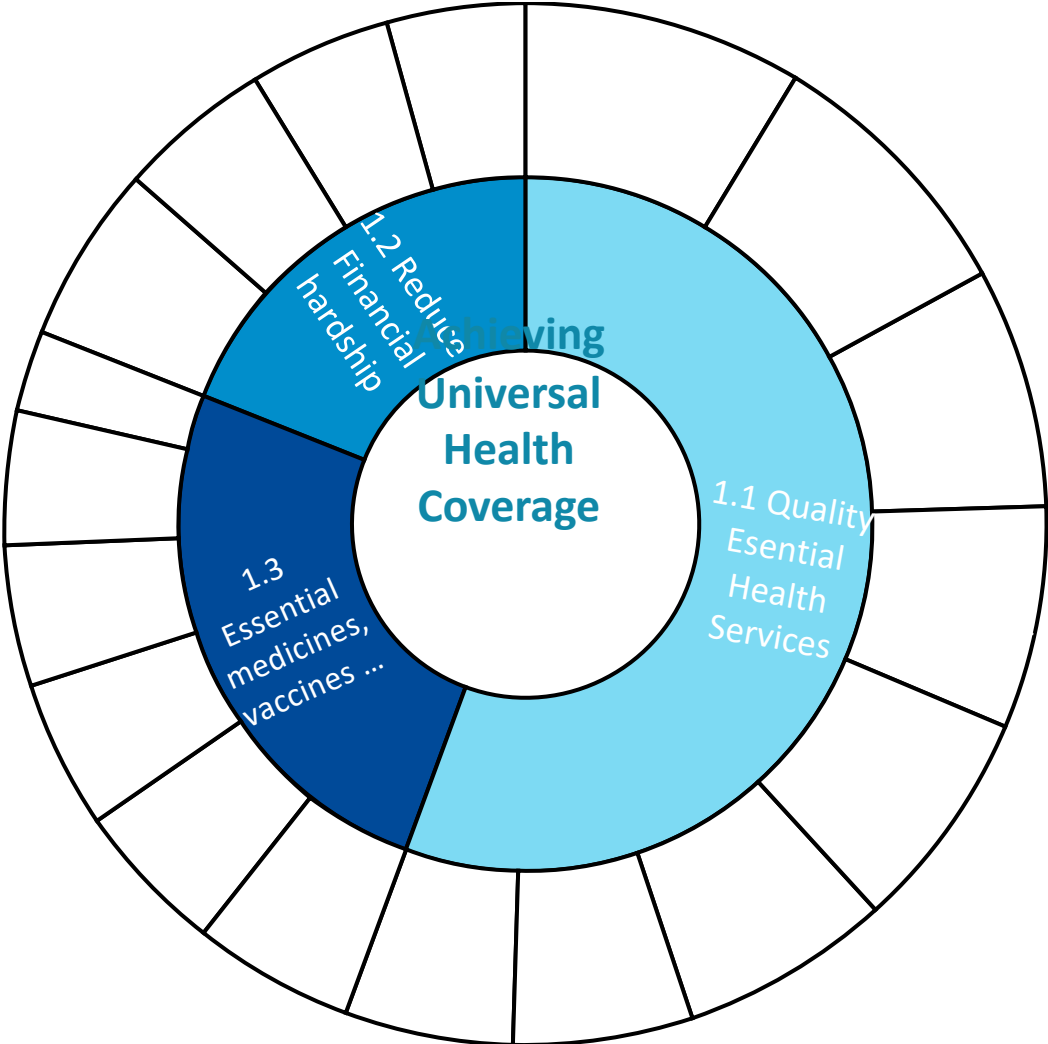 Achieving
Universal
Health
Coverage
1.1 Quality
Esential
Health
Services
1.2 Reduce
Financial
hardship
1.3
Essential
medicines,
vaccines ...